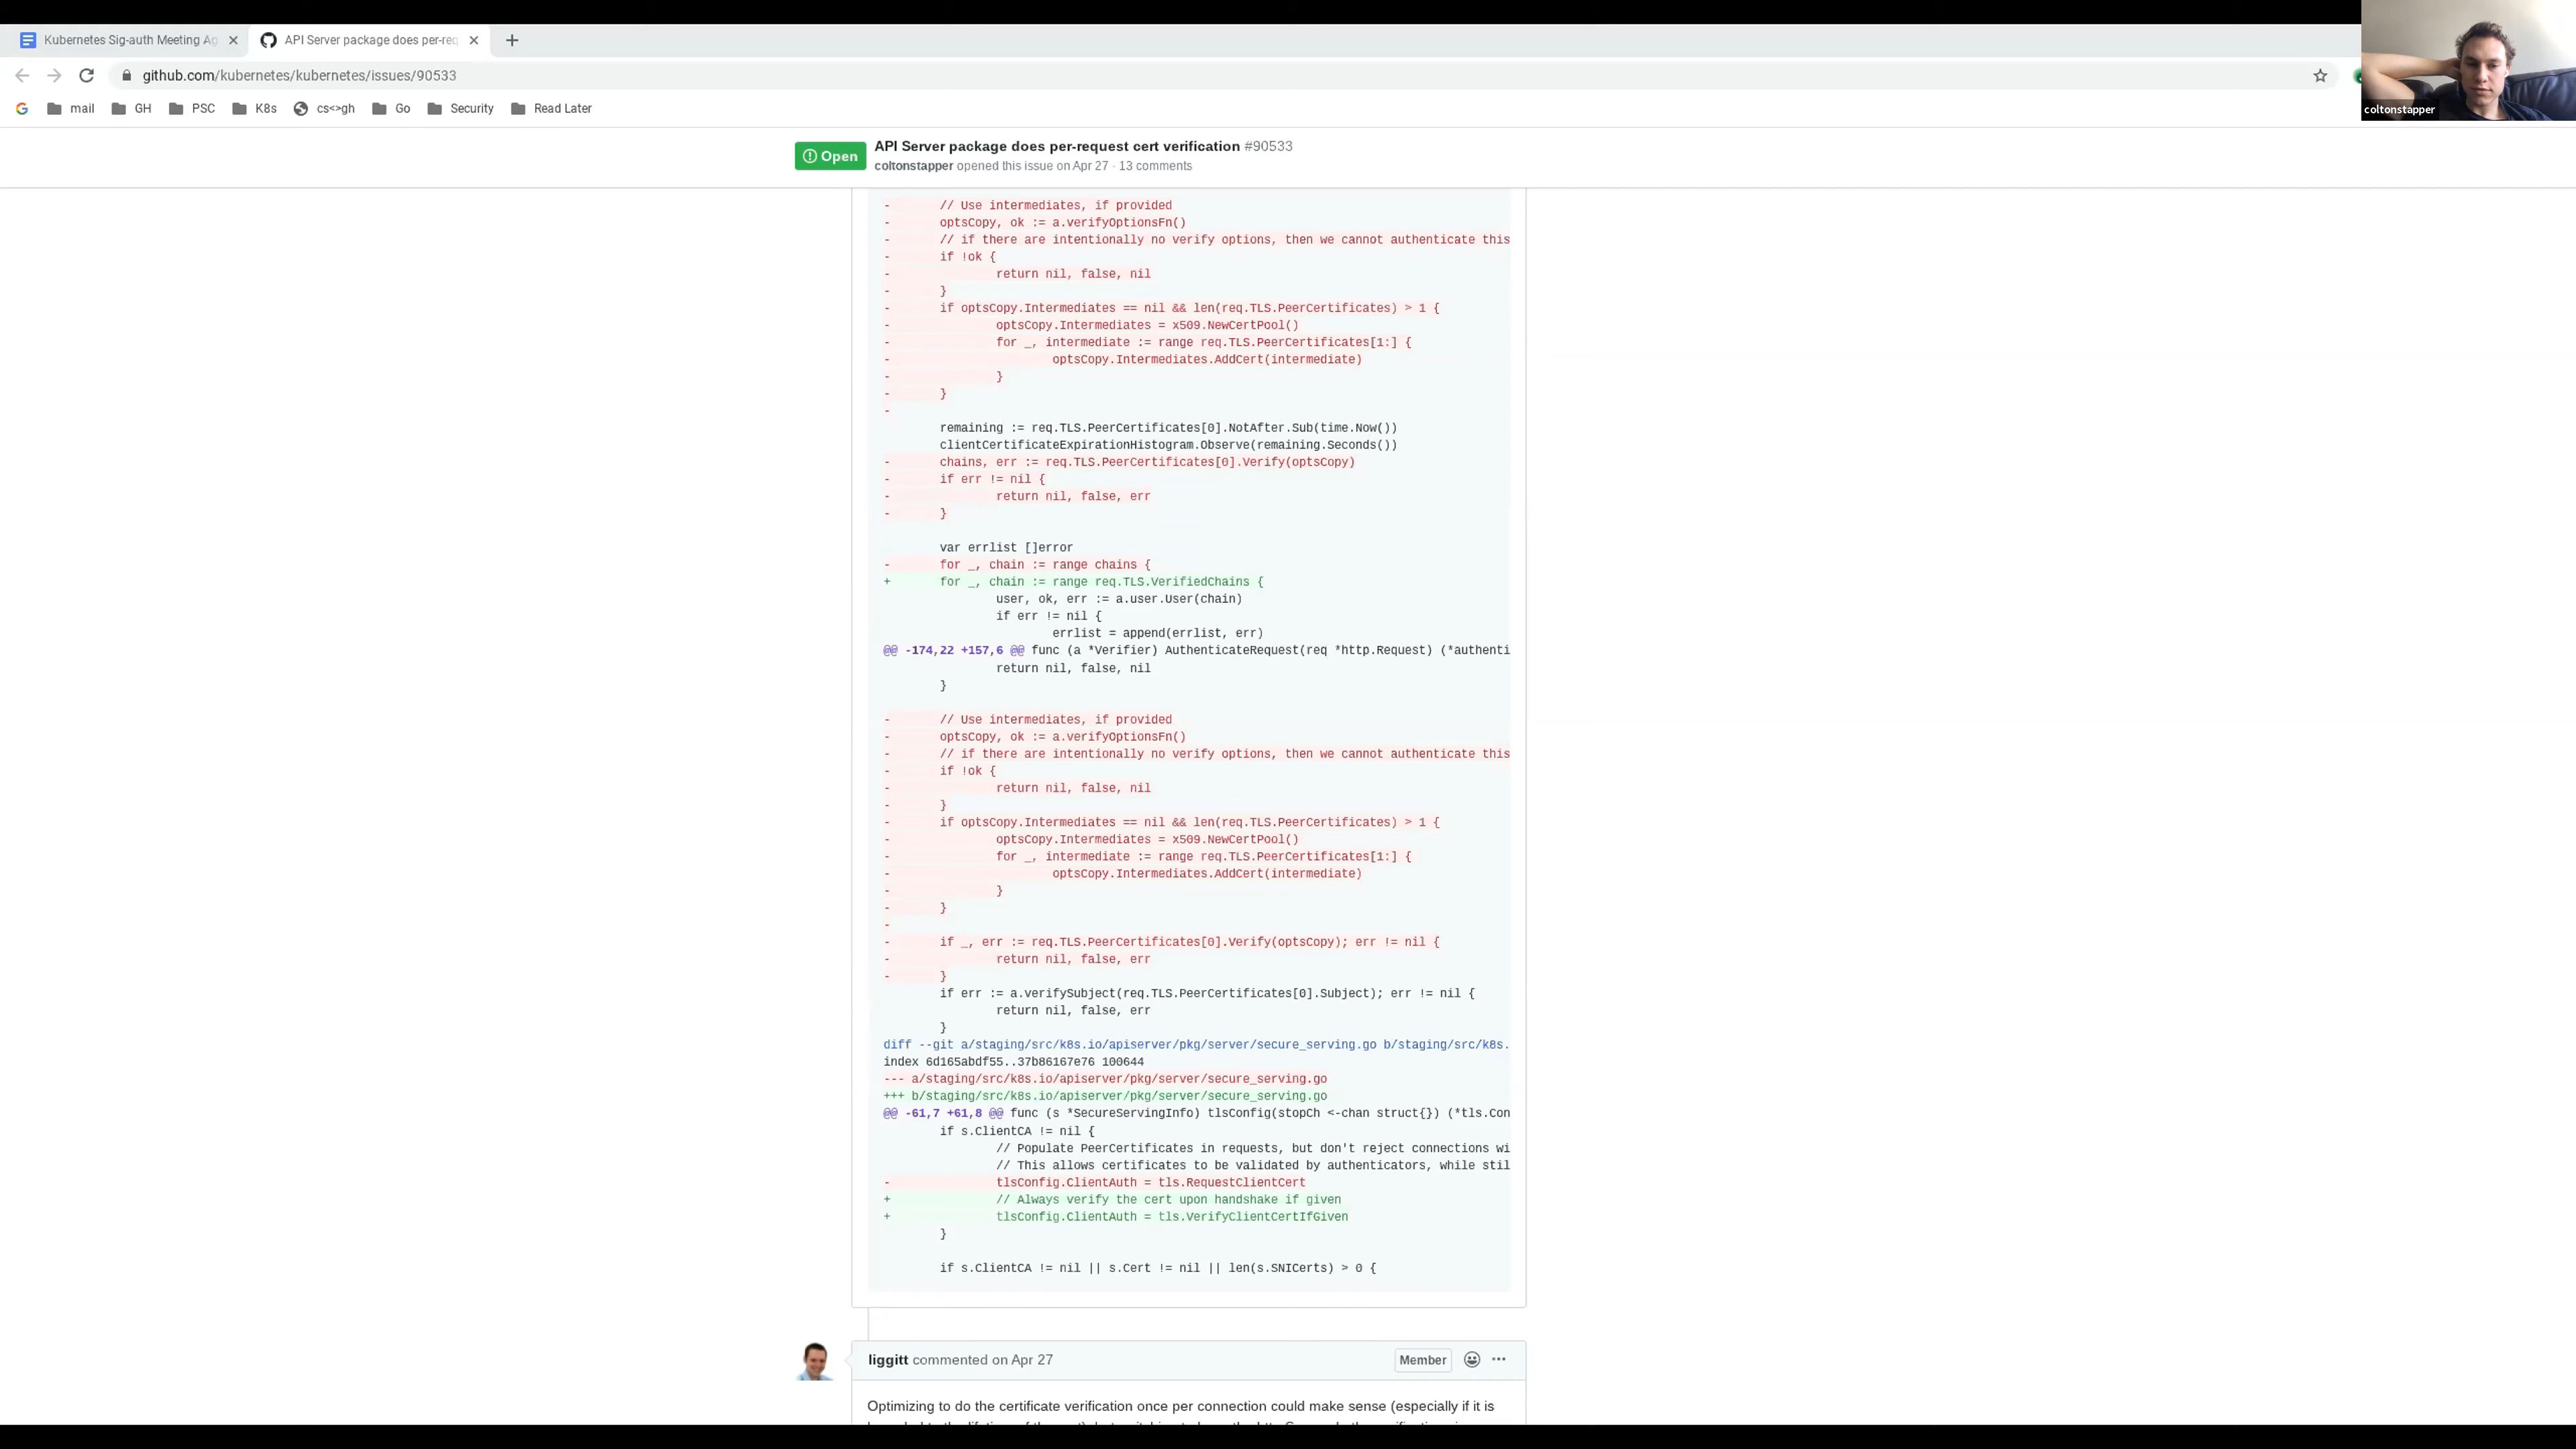 Kubernetes Sig-auth Meeting Ag
API Server package does per-req
coltonstapper
github.com/kubernetes/kubernetes/issues/90533
mail GH PSC K8s cs<>gh Go Security Read Later
Open
API Server package does per-request cert verification #90533
coltonstapper opened this issue on Apr 27 · 13 comments
- // Use intermediates, if provided
- optsCopy, ok := a.verifyOptionsFn()
- // if there are intentionally no verify options, then we cannot authenticate this
- if !ok {
- return nil, false, nil
- }
- if optsCopy.Intermediates == nil && len(req.TLS.PeerCertificates) > 1 {
- optsCopy.Intermediates = x509.NewCertPool()
- for _, intermediate := range req.TLS.PeerCertificates[1:] {
- optsCopy.Intermediates.AddCert(intermediate)
- }
- }
-
remaining := req.TLS.PeerCertificates[0].NotAfter.Sub(time.Now())
clientCertificateExpirationHistogram.Observe(remaining.Seconds())
- chains, err := req.TLS.PeerCertificates[0].Verify(optsCopy)
- if err != nil {
- return nil, false, err
- }
var errlist []error
- for _, chain := range chains {
+ for _, chain := range req.TLS.VerifiedChains {
user, ok, err := a.user.User(chain)
if err != nil {
errlist = append(errlist, err)
@@ -174,22 +157,6 @@ func (a *Verifier) AuthenticateRequest(req *http.Request) (*authenti
return nil, false, nil
}
- // Use intermediates, if provided
- optsCopy, ok := a.verifyOptionsFn()
- // if there are intentionally no verify options, then we cannot authenticate this
- if !ok {
- return nil, false, nil
- }
- if optsCopy.Intermediates == nil && len(req.TLS.PeerCertificates) > 1 {
- optsCopy.Intermediates = x509.NewCertPool()
- for _, intermediate := range req.TLS.PeerCertificates[1:] {
- optsCopy.Intermediates.AddCert(intermediate)
- }
- }
-
- if _, err := req.TLS.PeerCertificates[0].Verify(optsCopy); err != nil {
- return nil, false, err
- }
if err := a.verifySubject(req.TLS.PeerCertificates[0].Subject); err != nil {
return nil, false, err
}
diff --git a/staging/src/k8s.io/apiserver/pkg/server/secure_serving.go b/staging/src/k8s.
index 6d165abdf55..37b86167e76 100644
--- a/staging/src/k8s.io/apiserver/pkg/server/secure_serving.go
+++ b/staging/src/k8s.io/apiserver/pkg/server/secure_serving.go
@@ -61,7 +61,8 @@ func (s *SecureServingInfo) tlsConfig(stopCh <-chan struct{}) (*tls.Con
if s.ClientCA != nil {
// Populate PeerCertificates in requests, but don't reject connections wi
// This allows certificates to be validated by authenticators, while stil
- tlsConfig.ClientAuth = tls.RequestClientCert
+ // Always verify the cert upon handshake if given
+ tlsConfig.ClientAuth = tls.VerifyClientCertIfGiven
}
if s.ClientCA != nil || s.Cert != nil || len(s.SNICerts) > 0 {
liggitt commented on Apr 27
Member
Optimizing to do the certificate verification once per connection could make sense (especially if it is